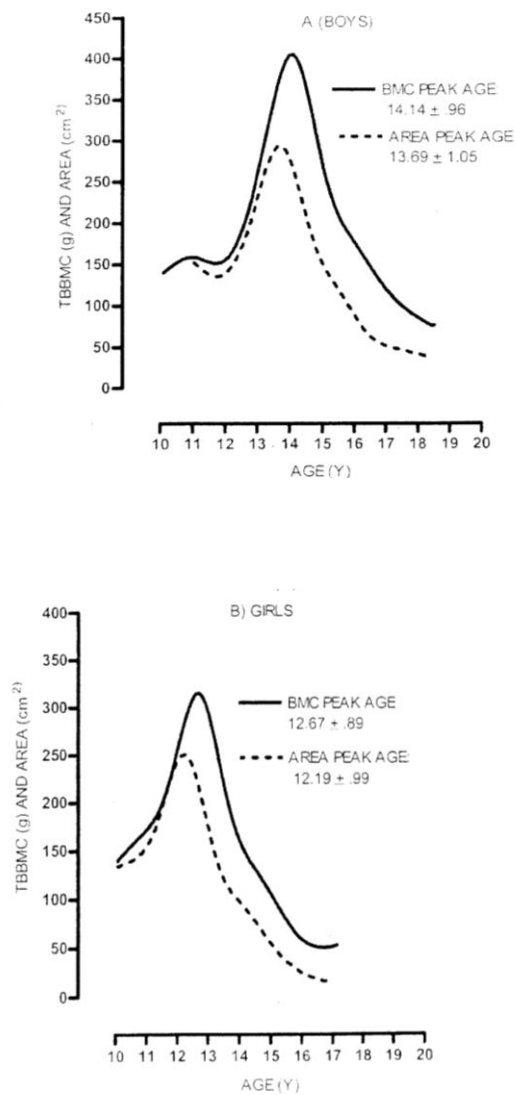 A (BOYS)
450
400
350
300
250
200
150
100
50
0
TBBMC (g) AND AREA (cm²)
BMC PEAK AGE
14.14 ± .96
AREA PEAK AGE
13.69 ± 1.05
10 11 12 13 14 15 16 17 18 19 20
AGE (Y)
B) GIRLS
400
350
300
250
200
150
100
50
0
TBBMC (g) AND AREA (cm²)
BMC PEAK AGE
12.67 ± .89
AREA PEAK AGE
12.19 ± .99
10 11 12 13 14 15 16 17 18 19 20
AGE (Y)